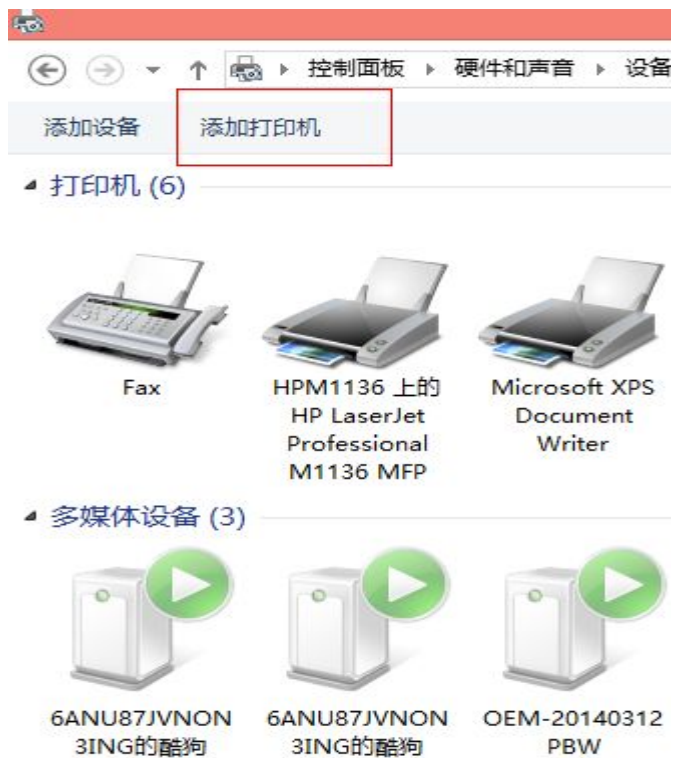 控制面板 硬件和声音 设备
添加设备 添加打印机
打印机 (6)
Fax
HPM1136 上的
HP LaserJet
Professional
M1136 MFP
Microsoft XPS
Document
Writer
多媒体设备 (3)
6ANU87JVNON
3ING的酷狗
6ANU87JVNON
3ING的酷狗
OEM-20140312
PBW